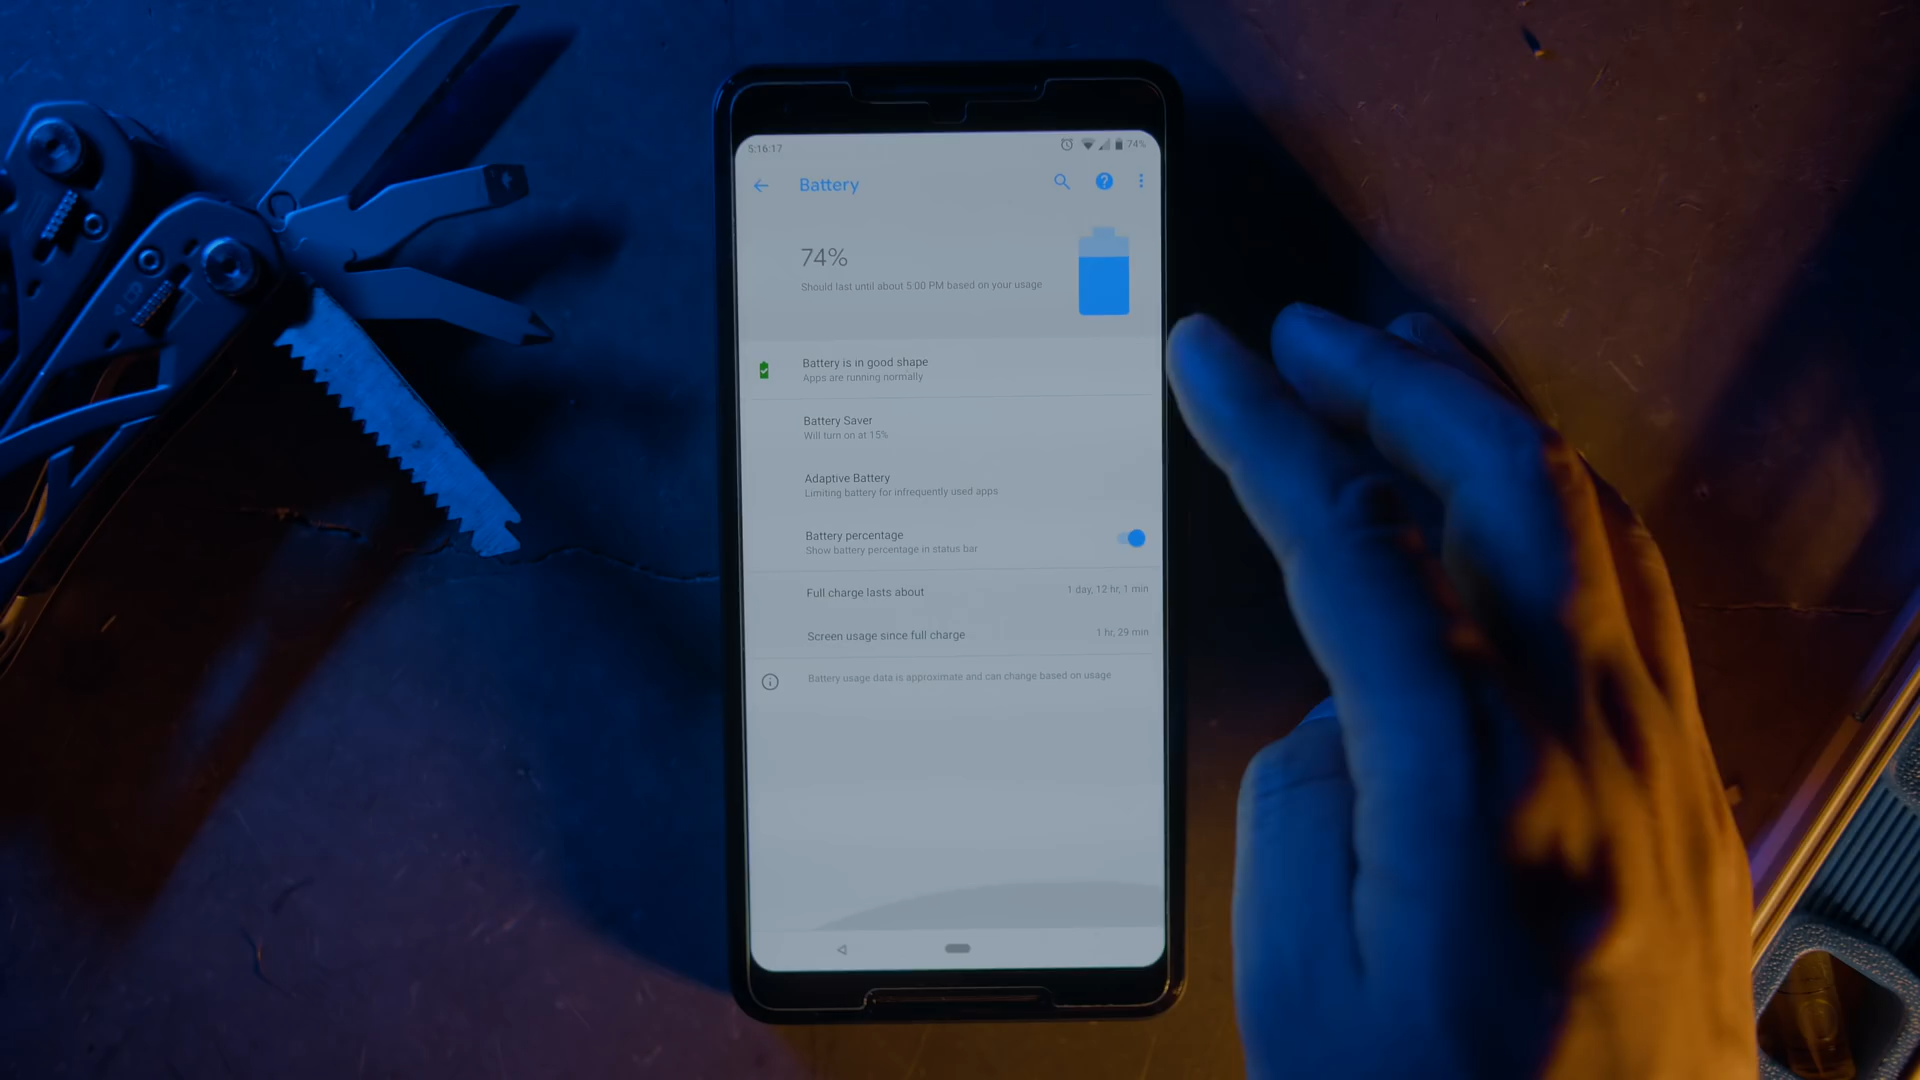 5:16:17
74%
Battery
74%
Should last until about 5:00 PM based on your usage
Battery is in good shape
Apps are running normally
Battery Saver
Will turn on at 15%
Adaptive Battery
Limiting battery for infrequently used apps
Battery percentage
Show battery percentage in status bar
Full charge lasts about
1 day, 12 hr, 1 min
Screen usage since full charge
1 hr, 29 min
Battery usage data is approximate and can change based on usage